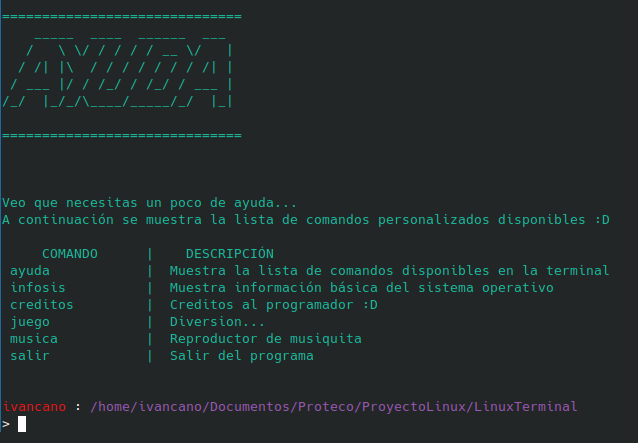 ==============================
    _____  ____  ______  ___
   /   \ \/ / / / / __ \/   |
  / /| |\  / / / / / / / /| |
 / ___ |/ / /_/ / /_/ / ___ |
/_/  |_/_/\____/_____/_/  |_|
==============================
Veo que necesitas un poco de ayuda...
A continuación se muestra la lista de comandos personalizados disponibles :D
     COMANDO      |    DESCRIPCIÓN
 ayuda            |  Muestra la lista de comandos disponibles en la terminal
 infosis          |  Muestra información básica del sistema operativo
 creditos         |  Creditos al programador :D
 juego            |  Diversion...
 musica           |  Reproductor de musiquita
 salir            |  Salir del programa
ivancano : /home/ivancano/Documentos/Proteco/ProyectoLinux/LinuxTerminal
>